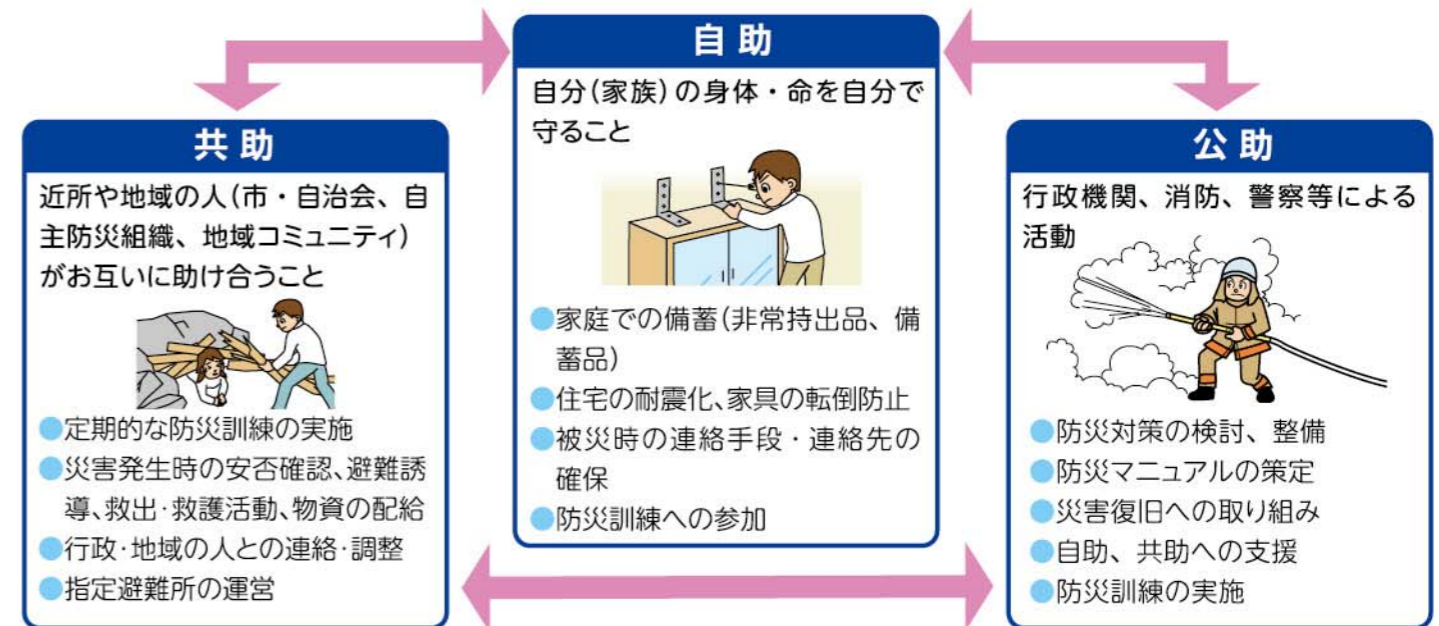 自助
自分(家族)の身体・命を自分で
守ること
●家庭での備蓄(非常持出品、備
蓄品)
●住宅の耐震化、家具の転倒防止
●被災時の連絡手段・連絡先の
確保
●防災訓練への参加
共助
近所や地域の人(市・自治会、自
主防災組織、地域コミュニティ)
がお互いに助け合うこと
●定期的な防災訓練の実施
●災害発生時の安否確認、避難誘
導、救出・救護活動、物資の配給
●行政・地域の人との連絡・調整
●指定避難所の運営
公助
行政機関、消防、警察等による
活動
●防災対策の検討、整備
●防災マニュアルの策定
●災害復旧への取り組み
●自助、共助への支援
●防災訓練の実施